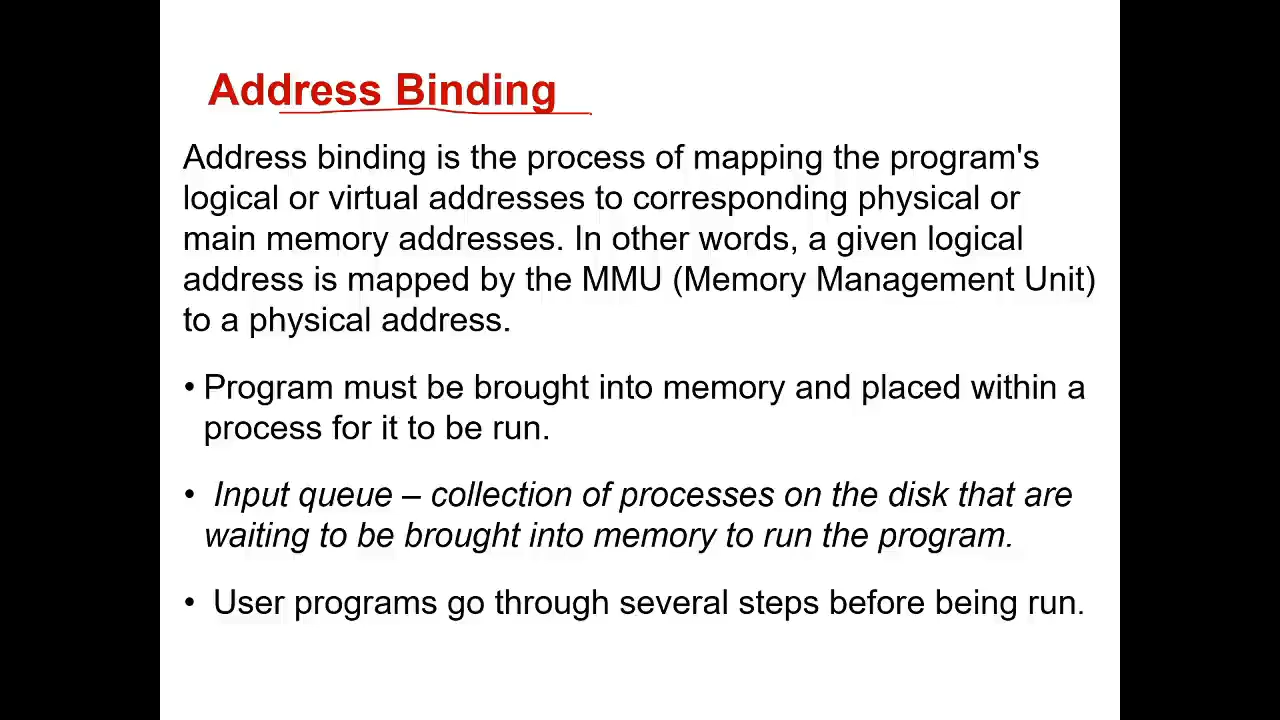 Address Binding
Address binding is the process of mapping the program's
logical or virtual addresses to corresponding physical or
main memory addresses. In other words, a given logical
address is mapped by the MMU (Memory Management Unit)
to a physical address.
• Program must be brought into memory and placed within a
process for it to be run.
• Input queue – collection of processes on the disk that are
waiting to be brought into memory to run the program.
• User programs go through several steps before being run.